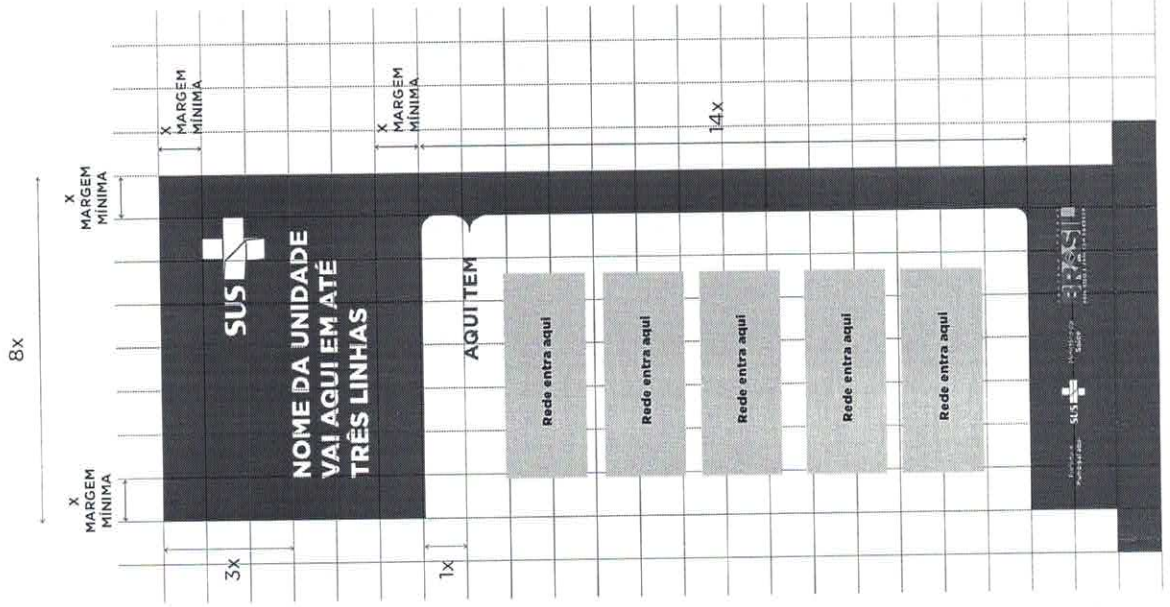 8x
X
MARGEM
MÍNIMA
X
MARGEM
MÍNIMA
X
MARGEM
MÍNIMA
3x
SUS
NOME DA UNIDADE
VAI AQUI EM ATÉ
TRÊS LINHAS
X
MARGEM
MÍNIMA
1x
AQUI TEM
14x
Rede entra aqui
Rede entra aqui
Rede entra aqui
Rede entra aqui
Rede entra aqui
SUS
Saúde